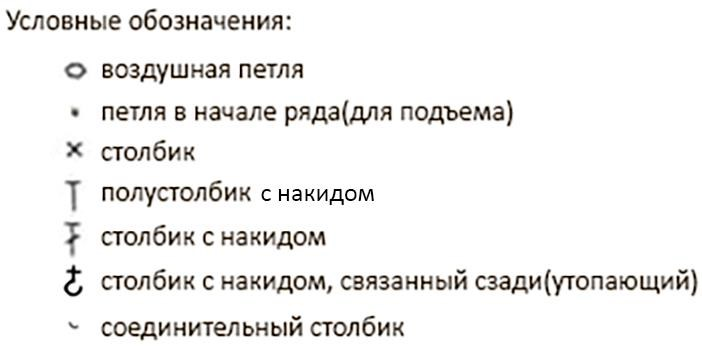 Условные обозначения:
воздушная петля
петля в начале ряда(для подъема)
столбик
полустолбик с накидом
столбик с накидом
столбик с накидом, связанный сзади(утопающий)
соединительный столбик